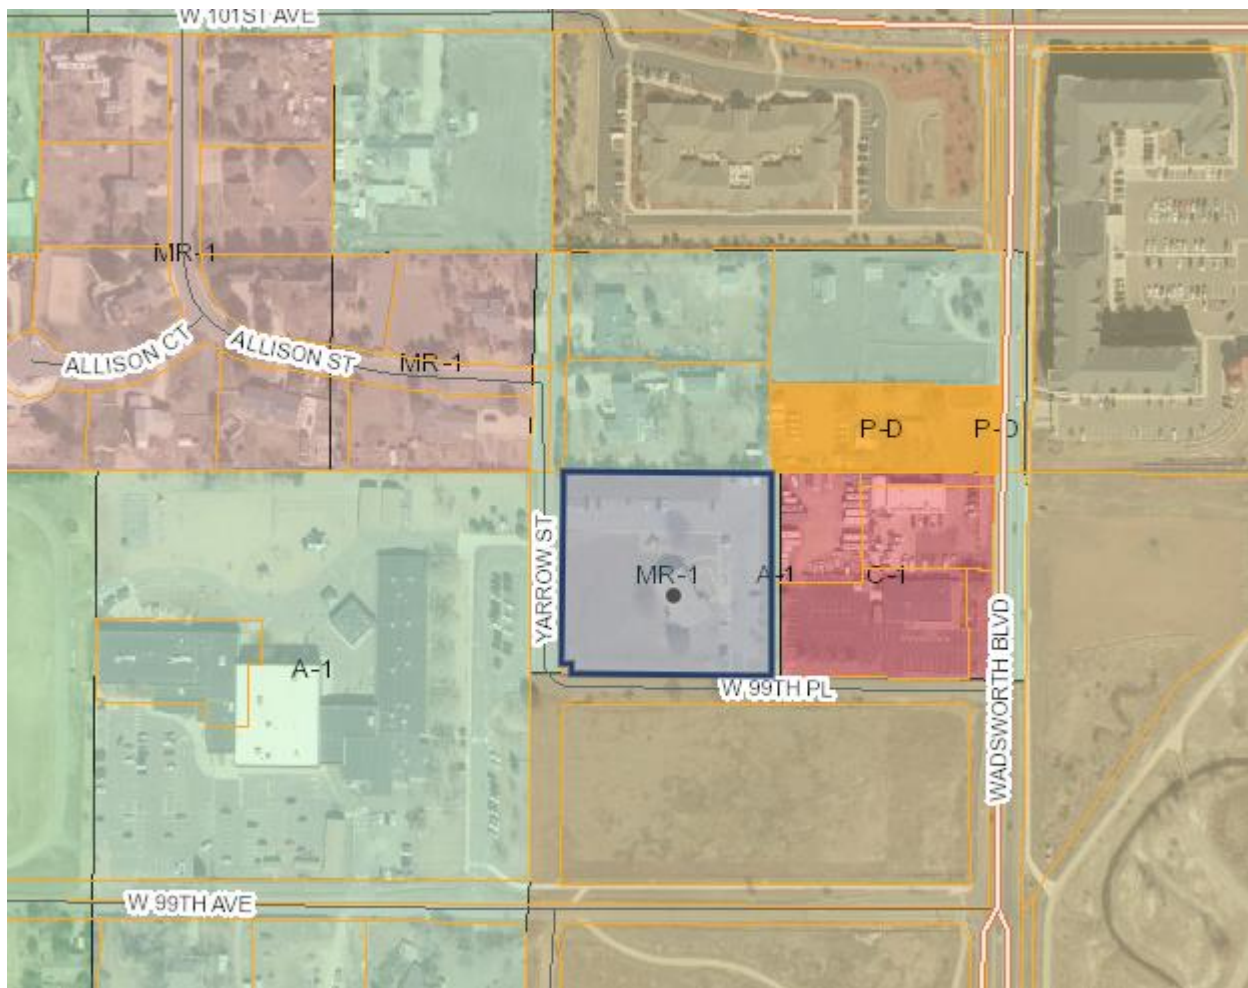 W 101ST AVE
MR-1
ALLISON CT
ALLISON ST
MR-1
P-D
P-D
YARROW ST
MR-1
A-1
C-1
A-1
WADSWORTH BLVD
W 99TH PL
W 99TH AVE